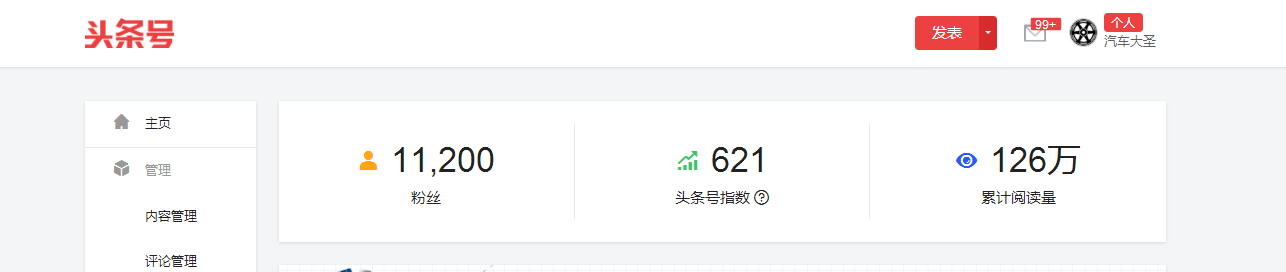 头条号
发表
99+
个人
汽车大圣
主页
管理
内容管理
评论管理
11,200
粉丝
621
头条号指数
126万
累计阅读量